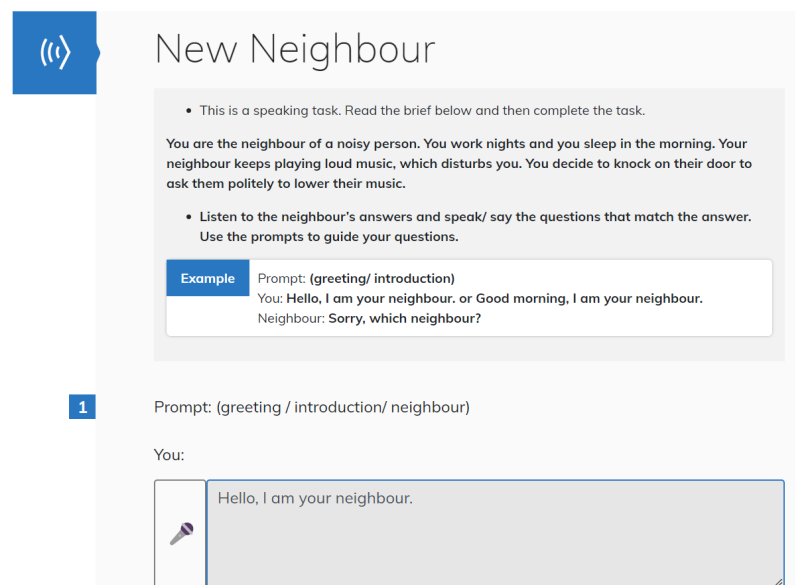 New Neighbour
• This is a speaking task. Read the brief below and then complete the task.
You are the neighbour of a noisy person. You work nights and you sleep in the morning. Your
neighbour keeps playing loud music, which disturbs you. You decide to knock on their door to
ask them politely to lower their music.
• Listen to the neighbour’s answers and speak/ say the questions that match the answer.
Use the prompts to guide your questions.
Example
Prompt: (greeting/ introduction)
You: Hello, I am your neighbour. or Good morning, I am your neighbour.
Neighbour: Sorry, which neighbour?
1
Prompt: (greeting / introduction/ neighbour)
You:
Hello, I am your neighbour.